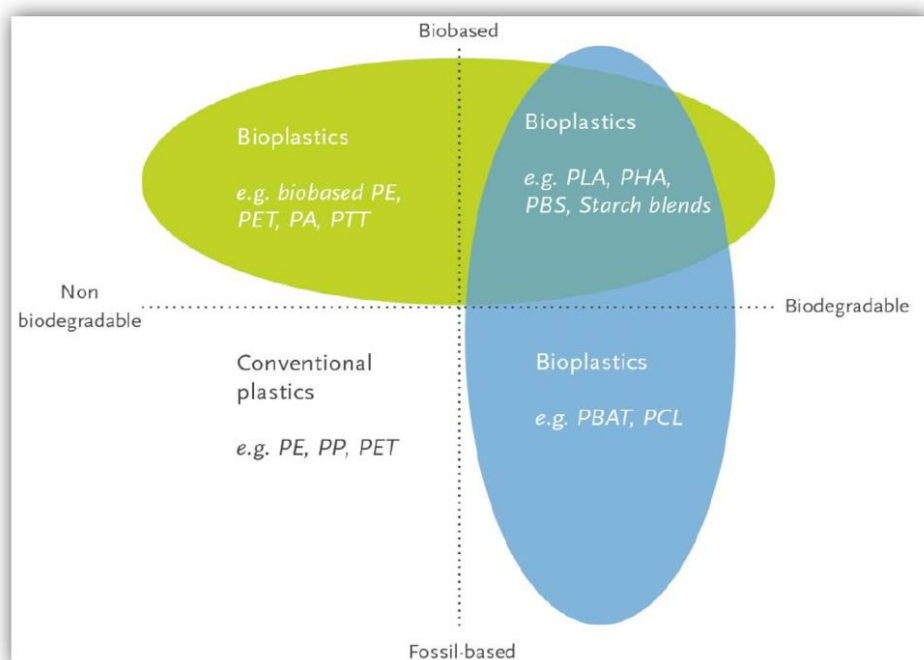 Biobased
Bioplastics
e.g. biobased PE,
PET, PA, PTT
Bioplastics
e.g. PLA, PHA,
PBS, Starch blends
Non
biodegradable
Biodegradable
Conventional
plastics
e.g. PE, PP, PET
Bioplastics
e.g. PBAT, PCL
Fossil-based